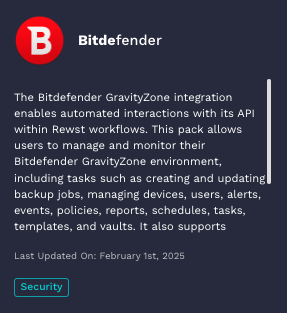 B
Bitdefender
The Bitdefender GravityZone integration
enables automated interactions with its API
within Rewst workflows. This pack allows
users to manage and monitor their
Bitdefender GravityZone environment,
including tasks such as creating and updating
backup jobs, managing devices, users, alerts,
events, policies, reports, schedules, tasks,
templates, and vaults. It also supports
Last Updated On: February 1st, 2025
Security